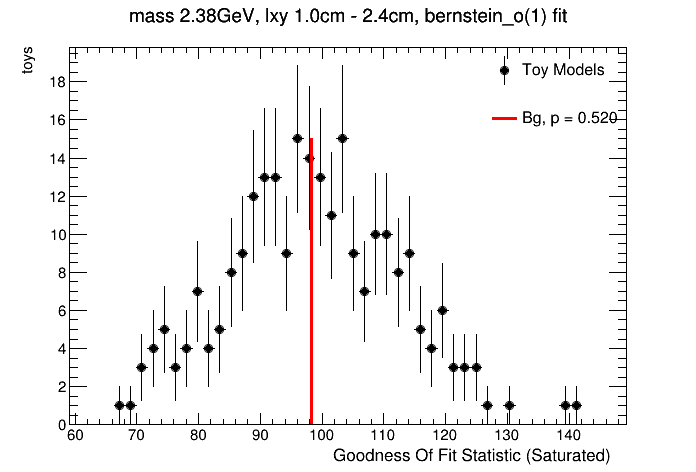 mass 2.38GeV, lxy 1.0cm - 2.4cm, bernstein_o(1) fit
toys
Toy Models
Bg, p = 0.520
18
16
14
12
10
8
6
4
2
0
60 70 80 90 100 110 120 130 140
Goodness Of Fit Statistic (Saturated)